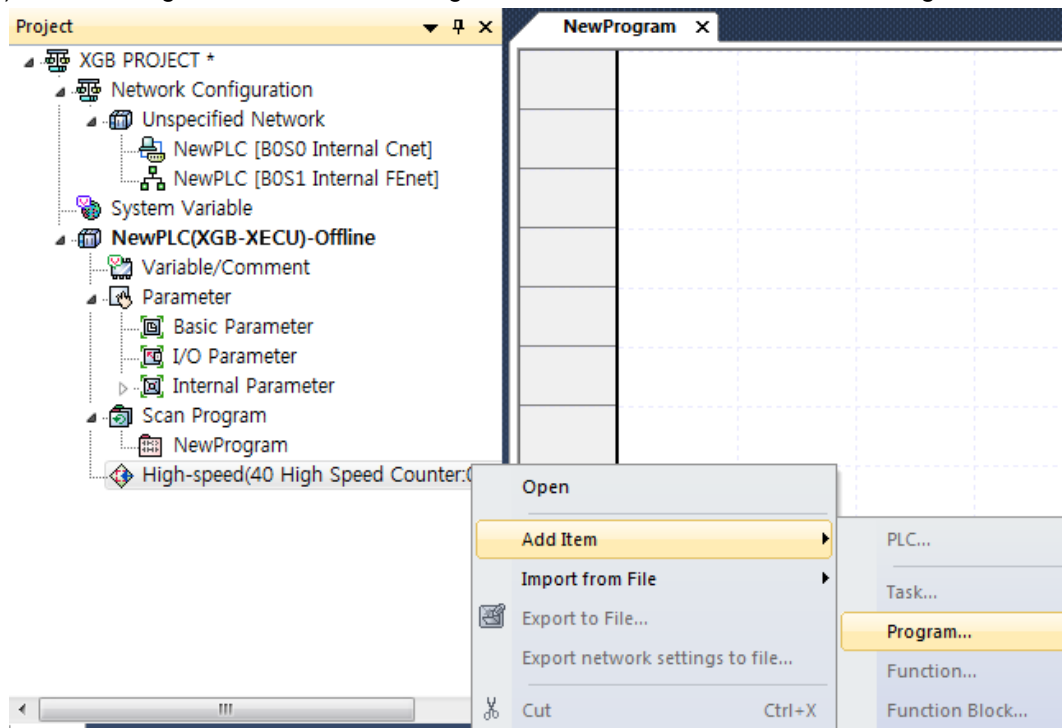 Project
NewProgram
XGB PROJECT *
Network Configuration
Unspecified Network
NewPLC [B0S0 Internal Cnet]
NewPLC [B0S1 Internal FEnet]
System Variable
NewPLC(XGB-XECU)-Offline
Variable/Comment
Parameter
Basic Parameter
I/O Parameter
Internal Parameter
Scan Program
NewProgram
High-speed(40 High Speed Counter:
Open
Add Item
Import from File
Export to File...
Export network settings to file...
Cut Ctrl+X
PLC...
Task...
Program...
Function...
Function Block...